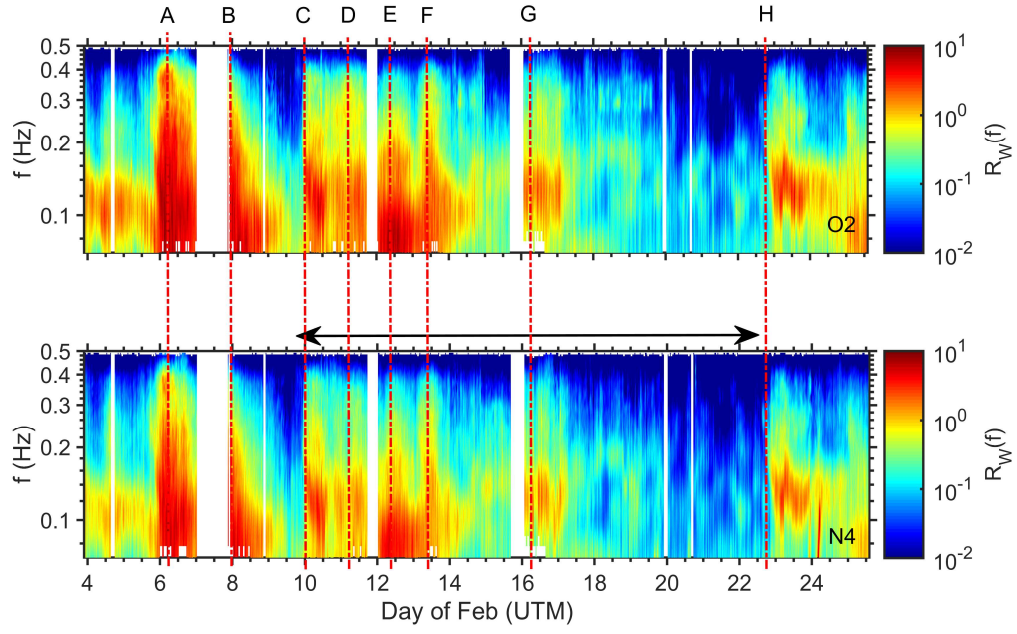 A B C D E F G H
0.5
0.4
0.3
0.2
0.1
f (Hz)
O2
10^1
10^0
10^-1
10^-2
R_W(f)
0.5
0.4
0.3
0.2
0.1
f (Hz)
N4
10^1
10^0
10^-1
10^-2
R_W(f)
4 6 8 10 12 14 16 18 20 22 24
Day of Feb (UTM)